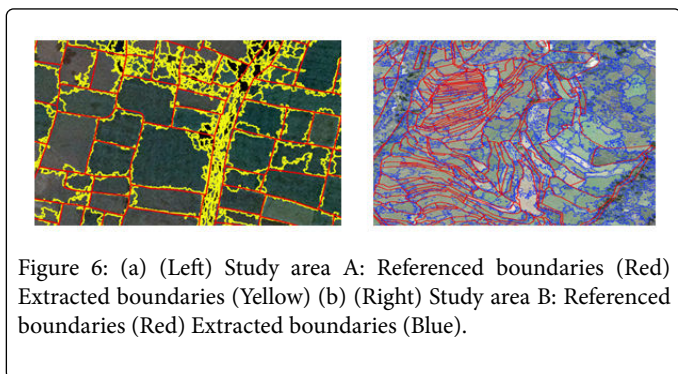 Figure 6: (a) (Left) Study area A: Referenced boundaries (Red)
Extracted boundaries (Yellow) (b) (Right) Study area B: Referenced
boundaries (Red) Extracted boundaries (Blue).